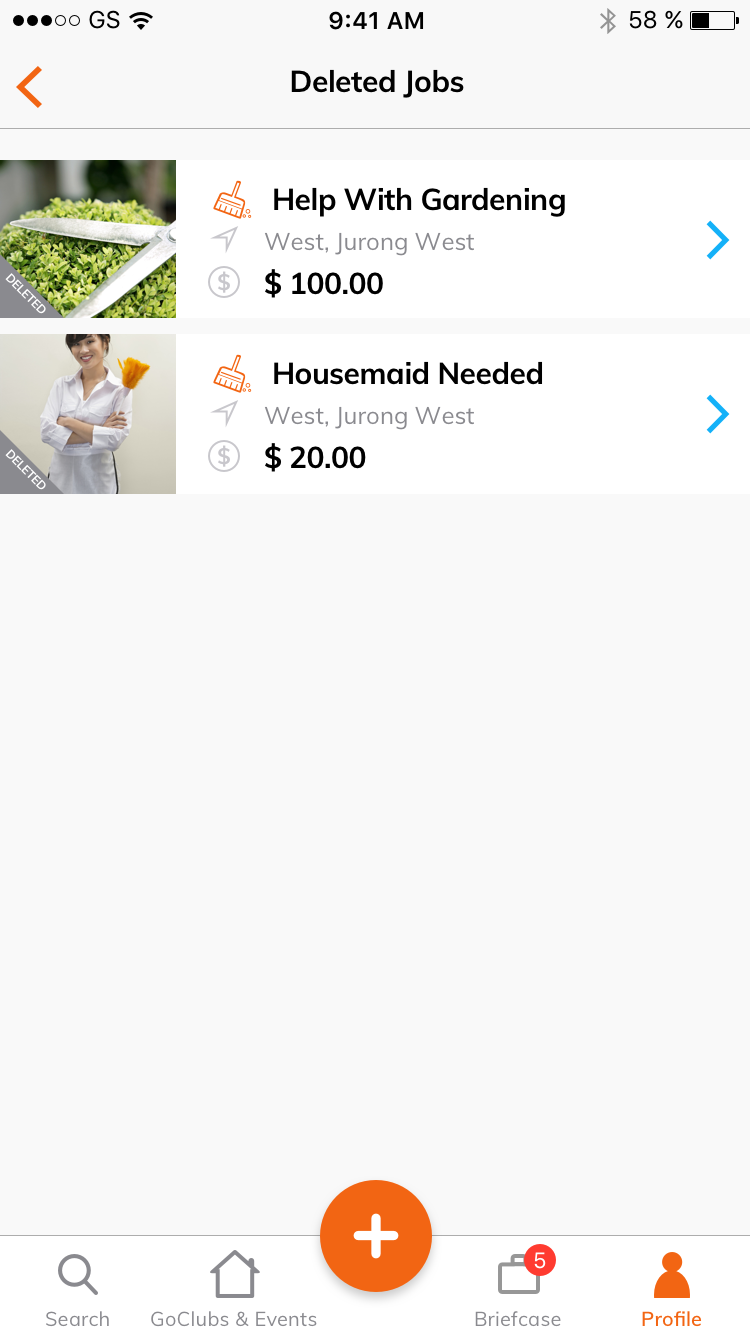 GS 9:41 AM 58 %
Deleted Jobs
Help With Gardening
West, Jurong West
$ $ 100.00
DELETED
Housemaid Needed
West, Jurong West
$ $ 20.00
DELETED
5
Search GoClubs & Events Briefcase Profile